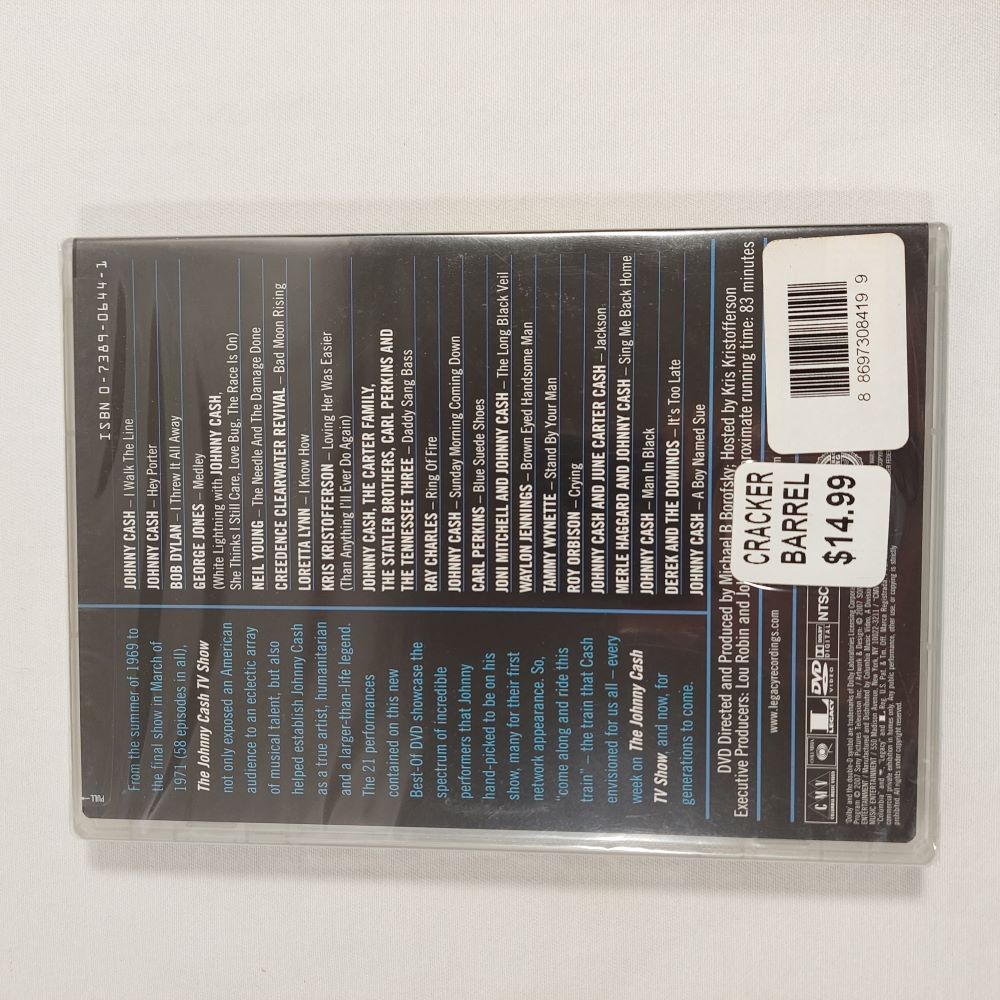 ISBN 0-7389-0644-1
PULL
From the summer of 1969 to
the final show in March of
1971 (58 episodes in all),
The Johnny Cash TV Show
not only exposed an American
audience to an eclectic array
of musical talent, but also
helped establish Johnny Cash
as a true artist, humanitarian
and a larger-than-life legend.
The 21 performances
contained on this new
Best-Of DVD showcase the
spectrum of incredible
performers that Johnny
hand-picked to be on his
show, many for their first
network appearance. So,
"come along and ride this
train" – the train that Cash
envisioned for us all – every
week on The Johnny Cash
TV Show, and now, for
generations to come.
JOHNNY CASH – I Walk The Line
JOHNNY CASH – Hey Porter
BOB DYLAN – I Threw It All Away
GEORGE JONES – Medley
(White Lightning with JOHNNY CASH,
She Thinks I Still Care, Love Bug, The Race Is On)
NEIL YOUNG – The Needle And The Damage Done
CREEDENCE CLEARWATER REVIVAL – Bad Moon Rising
LORETTA LYNN – I Know How
KRIS KRISTOFFERSON – Loving Her Was Easier
(Than Anything I'll Ever Do Again)
JOHNNY CASH, THE CARTER FAMILY,
THE STATLER BROTHERS, CARL PERKINS AND
THE TENNESSEE THREE – Daddy Sang Bass
RAY CHARLES – Ring Of Fire
JOHNNY CASH – Sunday Morning Coming Down
CARL PERKINS – Blue Suede Shoes
JONI MITCHELL AND JOHNNY CASH – The Long Black Veil
WAYLON JENNINGS – Brown Eyed Handsome Man
TAMMY WYNETTE – Stand By Your Man
ROY ORBISON – Crying
JOHNNY CASH AND JUNE CARTER CASH – Jackson
MERLE HAGGARD AND JOHNNY CASH – Sing Me Back Home
JOHNNY CASH – Man In Black
DEREK AND THE DOMINOS – It's Too Late
JOHNNY CASH – A Boy Named Sue
DVD Directed and Produced by Michael B Borofsky; Hosted by Kris Kristofferson
Executive Producers: Lou Robin and Jo roximate running time: 83 minutes
www.legacyrecordings.com
CMV
LEGACY
DVD VIDEO
DOLBY DIGITAL
NTSC
CRACKER
BARREL
$14.99
8 8697308419 9